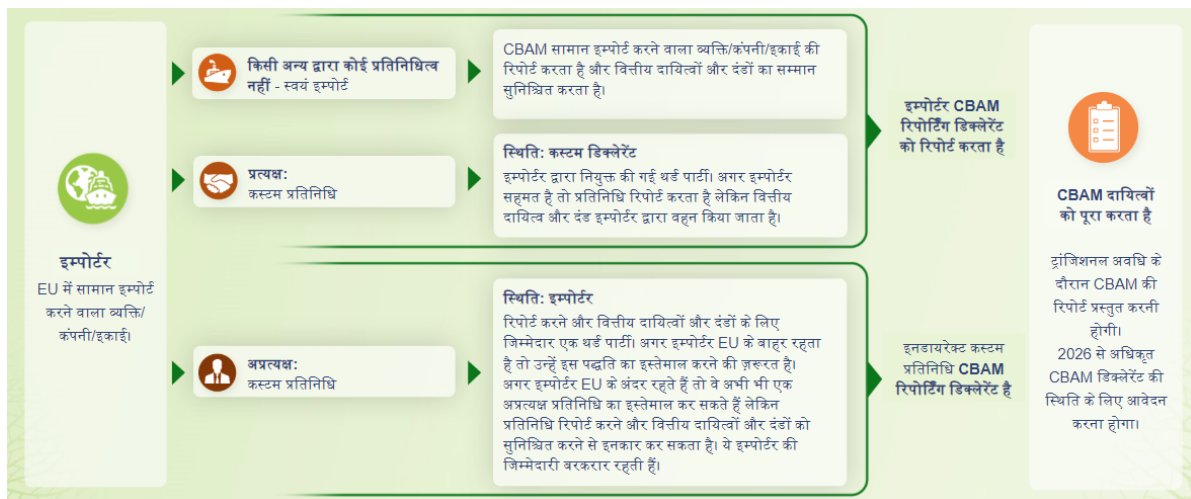 इम्पोर्टर
EU में सामान इम्पोर्ट
करने वाला व्यक्ति/
कंपनी/इकाई।
किसी अन्य द्वारा कोई प्रतिनिधित्व
नहीं - स्वयं इम्पोर्ट
CBAM सामान इम्पोर्ट करने वाला व्यक्ति/कंपनी/इकाई की
रिपोर्ट करता है और वित्तीय दायित्वों और दंडों का सम्मान
सुनिश्चित करता है।
प्रत्यक्ष:
कस्टम प्रतिनिधि
स्थिति: कस्टम डिक्लेरेंट
इम्पोर्टर द्वारा नियुक्त की गई थर्ड पार्टी। अगर इम्पोर्टर
सहमत है तो प्रतिनिधि रिपोर्ट करता है लेकिन वित्तीय
दायित्व और दंड इम्पोर्टर द्वारा वहन किया जाता है।
इम्पोर्टर CBAM
रिपोर्टिंग डिक्लेरेंट
को रिपोर्ट करता है
अप्रत्यक्ष:
कस्टम प्रतिनिधि
स्थिति: इम्पोर्टर
रिपोर्ट करने और वित्तीय दायित्वों और दंडों के लिए
जिम्मेदार एक थर्ड पार्टी। अगर इम्पोर्टर EU के बाहर रहता
है तो उन्हें इस पद्धति का इस्तेमाल करने की ज़रूरत है।
अगर इम्पोर्टर EU के अंदर रहते हैं तो वे अभी भी एक
अप्रत्यक्ष प्रतिनिधि का इस्तेमाल कर सकते हैं लेकिन
प्रतिनिधि रिपोर्ट करने और वित्तीय दायित्वों और दंडों को
सुनिश्चित करने से इनकार कर सकता है। ये इम्पोर्टर की
जिम्मेदारी बरकरार रहती हैं।
इनडायरेक्ट कस्टम
प्रतिनिधि CBAM
रिपोर्टिंग डिक्लेरेंट है
CBAM दायित्वों
को पूरा करता है
ट्रांजिशनल अवधि के
दौरान CBAM की
रिपोर्ट प्रस्तुत करनी
होगी।
2026 से अधिकृत
CBAM डिक्लेरेंट की
स्थिति के लिए आवेदन
करना होगा।